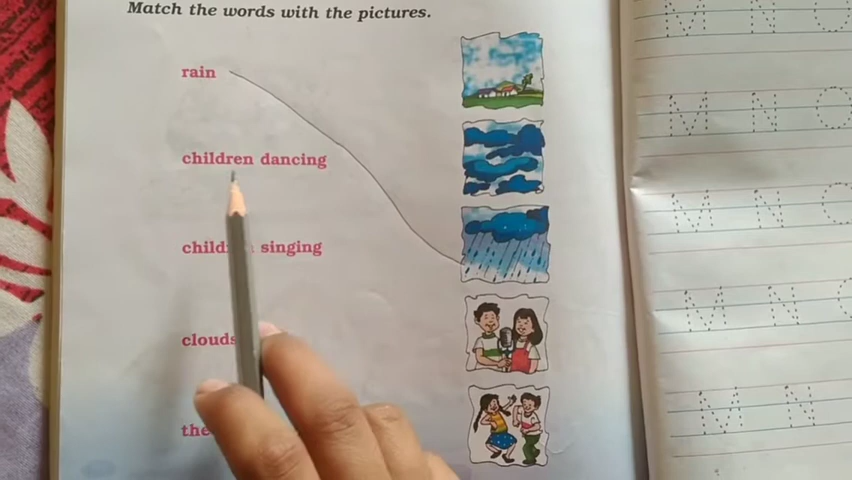 Match the words with the pictures.
rain
children dancing
singing
clouds
M N
M N
M N
M N
M N